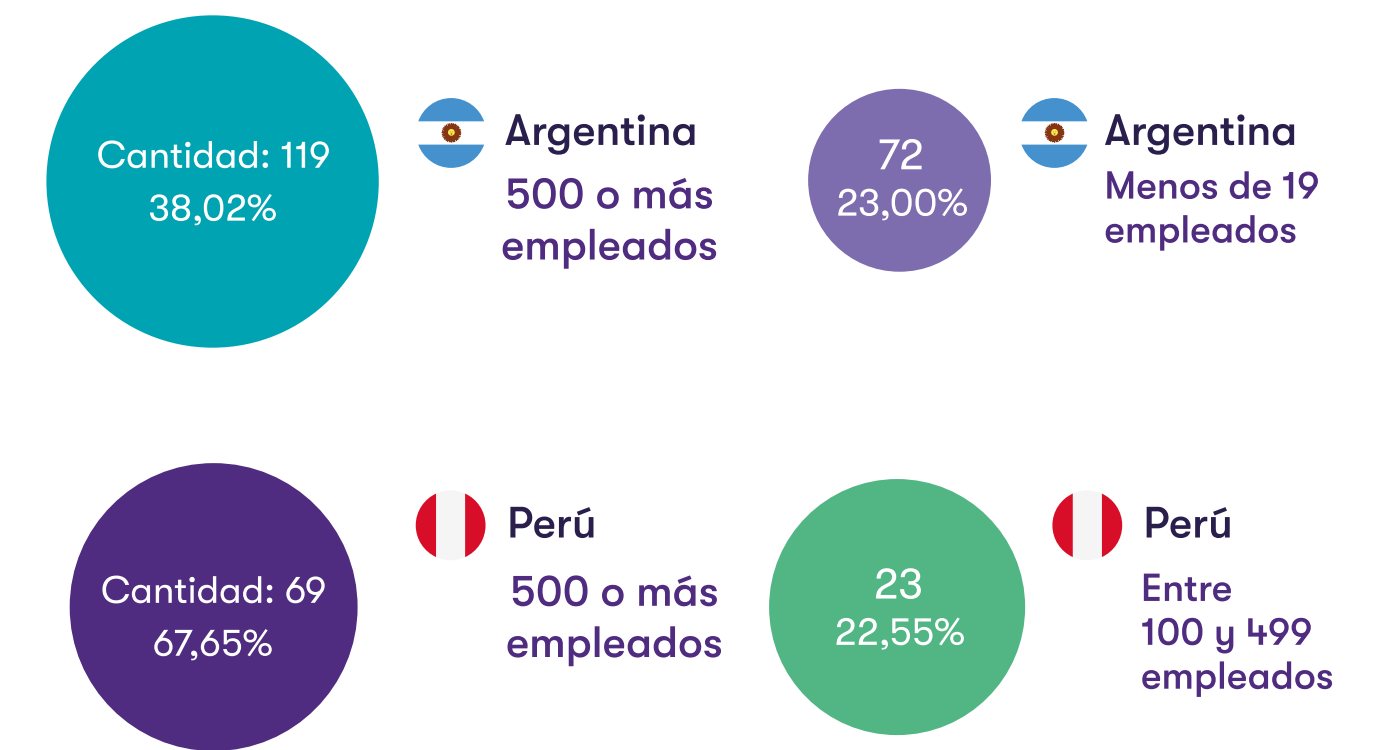 Cantidad: 119
38,02%
Argentina
500 o más
empleados
72
23,00%
Argentina
Menos de 19
empleados
Cantidad: 69
67,65%
Perú
500 o más
empleados
23
22,55%
Perú
Entre
100 y 499
empleados